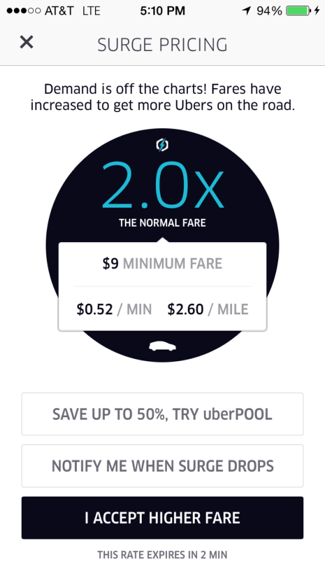 AT&T LTE 5:10 PM 94%
SURGE PRICING
Demand is off the charts! Fares have
increased to get more Ubers on the road.
2.0x
THE NORMAL FARE
$9 MINIMUM FARE
$0.52 / MIN $2.60 / MILE
SAVE UP TO 50%, TRY uberPOOL
NOTIFY ME WHEN SURGE DROPS
I ACCEPT HIGHER FARE
THIS RATE EXPIRES IN 2 MIN